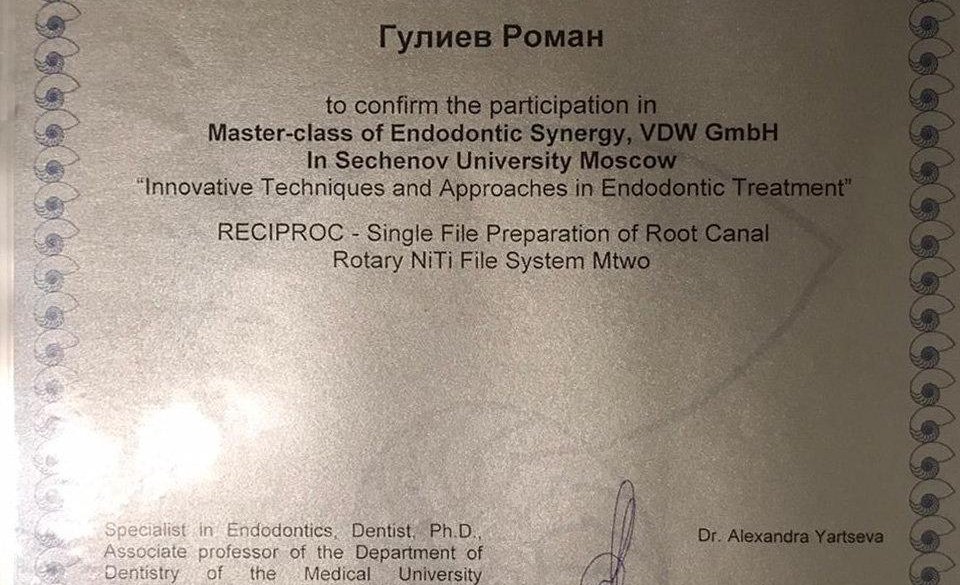 Гулиев Роман
to confirm the participation in
Master-class of Endodontic Synergy, VDW GmbH
In Sechenov University Moscow
“Innovative Techniques and Approaches in Endodontic Treatment”
RECIPROC - Single File Preparation of Root Canal
Rotary NiTi File System Mtwo
Specialist in Endodontics, Dentist, Ph.D.,
Associate professor of the Department of
Dentistry of the Medical University
Dr. Alexandra Yartseva